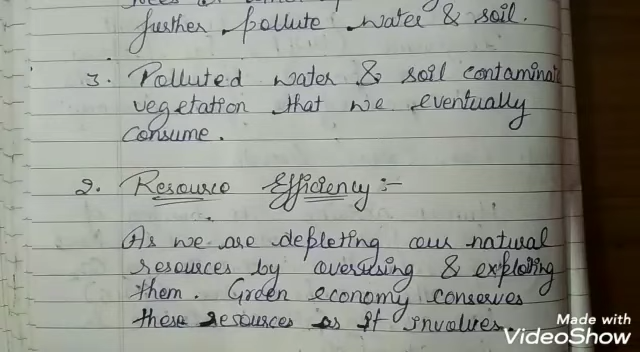 further pollute water & soil.
3. Polluted water & soil contaminate
vegetation that we eventually
consume.
2. Resource Efficiency :-
As we are depleting our natural
resources by overusing & exploiting
them. Green economy conserves
these resources as it involves.
Made with
VideoShow